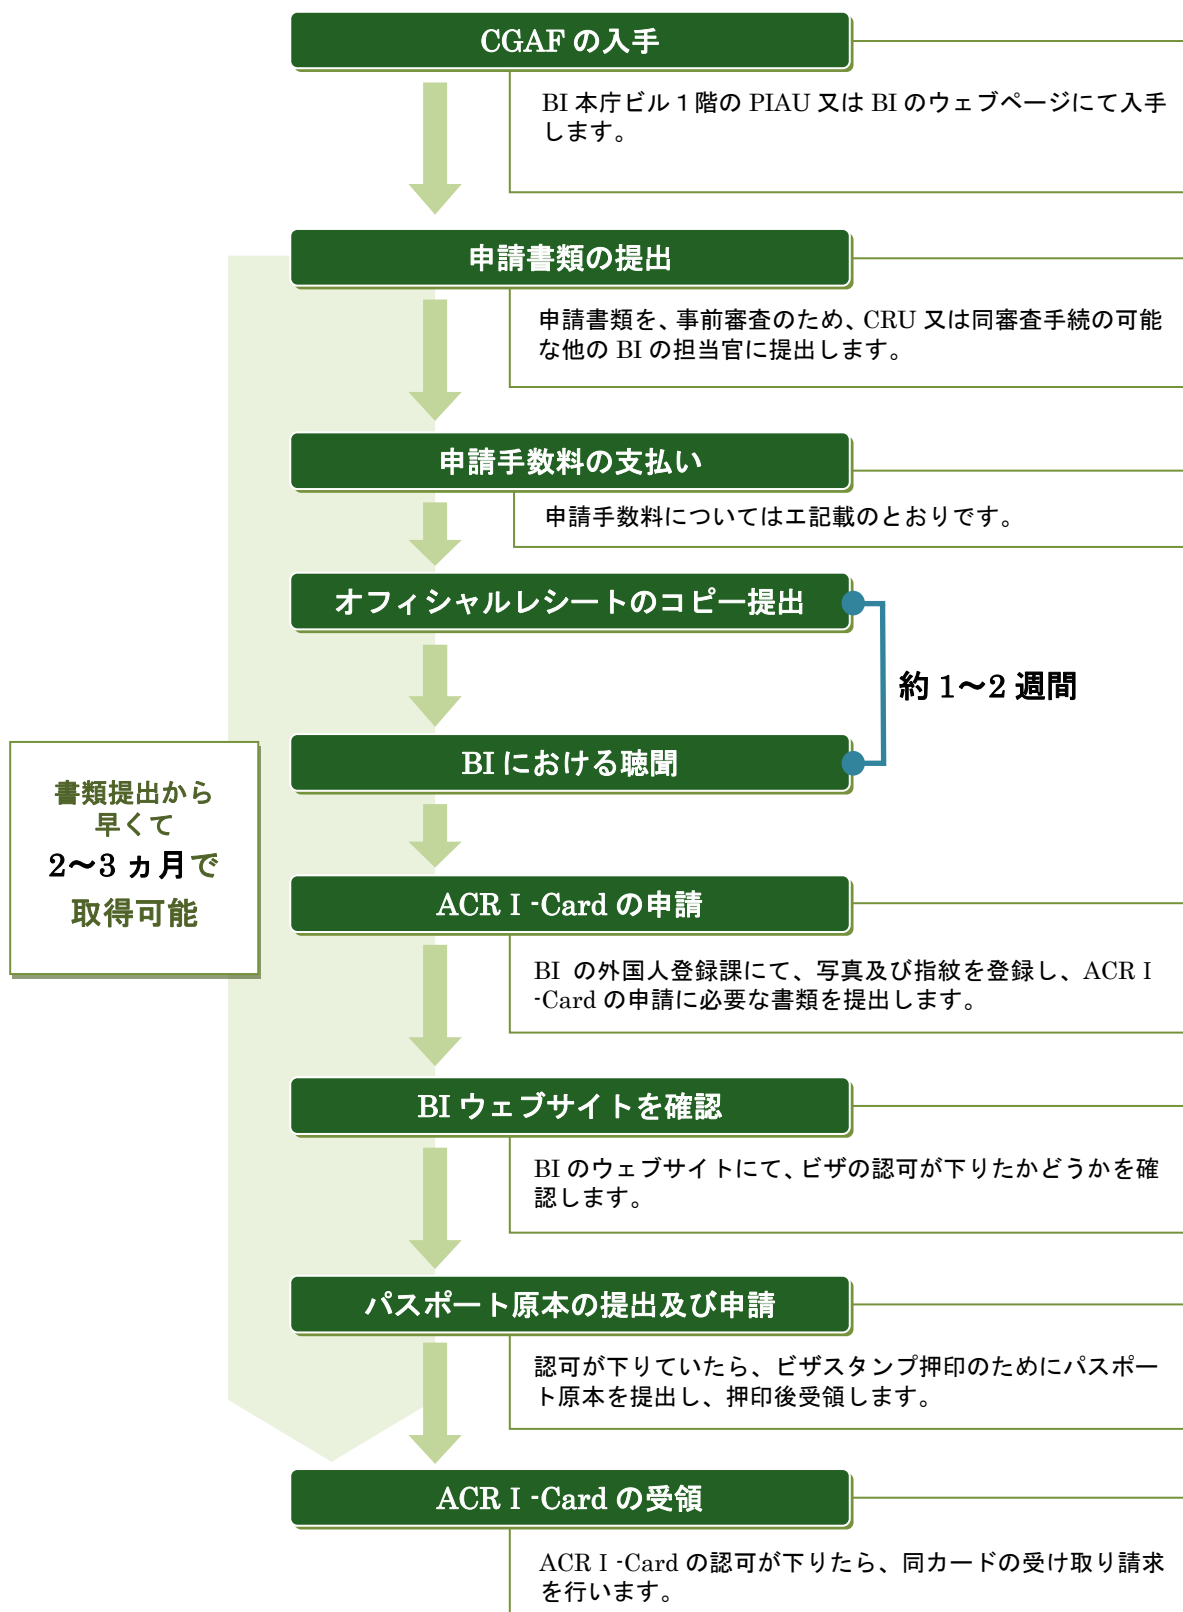 CGAF の入手
BI 本庁ビル１階の PIAU 又は BI のウェブページにて入手
します。
申請書類の提出
申請書類を、事前審査のため、CRU 又は同審査手続の可能
な他の BI の担当官に提出します。
申請手数料の支払い
申請手数料についてはエ記載のとおりです。
オフィシャルレシートのコピー提出
約 1～2 週間
BI における聴聞
書類提出から
早くて
2～3 ヵ月で
取得可能
ACR I -Card の申請
BI の外国人登録課にて、写真及び指紋を登録し、ACR I
-Card の申請に必要な書類を提出します。
BI ウェブサイトを確認
BI のウェブサイトにて、ビザの認可が下りたかどうかを確
認します。
パスポート原本の提出及び申請
認可が下りていたら、ビザスタンプ押印のためにパスポー
ト原本を提出し、押印後受領します。
ACR I -Card の受領
ACR I -Card の認可が下りたら、同カードの受け取り請求
を行います。